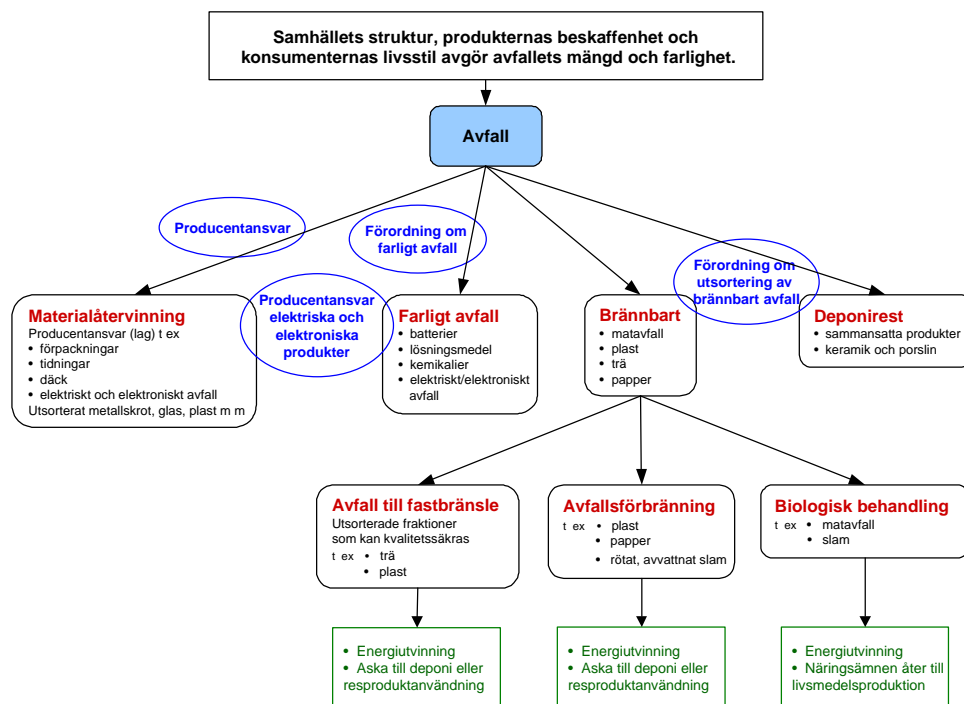 Samhällets struktur, produkternas beskaffenhet och
konsumenternas livsstil avgör avfallets mängd och farlighet.
Avfall
Producentansvar
Förordning om
farligt avfall
Förordning om
utsortering av
brännbart avfall
Producentansvar
elektriska och
elektroniska
produkter
Materialåtervinning
Producentansvar (lag) t ex
• förpackningar
• tidningar
• däck
• elektriskt och elektroniskt avfall
Utsorterat metallskrot, glas, plast m m
Farligt avfall
• batterier
• lösningsmedel
• kemikalier
• elektriskt/elektroniskt
avfall
Brännbart
• matavfall
• plast
• trä
• papper
Deponirest
• sammansatta produkter
• keramik och porslin
Avfall till fastbränsle
Utsorterade fraktioner
som kan kvalitetssäkras
t ex • trä
• plast
Avfallsförbränning
t ex • plast
• papper
• rötat, avvattnat slam
Biologisk behandling
t ex • matavfall
• slam
• Energiutvinning
• Aska till deponi eller
resproduktanvändning
• Energiutvinning
• Aska till deponi eller
resproduktanvändning
• Energiutvinning
• Näringsämnen åter till
livsmedelsproduktion